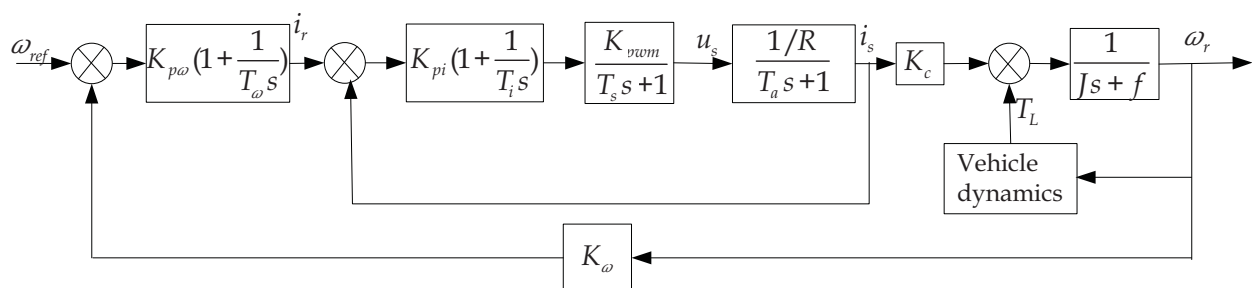 ω_ref
K_pω(1+1/(T_ω s))
i_r
K_pi(1+1/(T_i s))
K_pwm/(T_s s+1)
u_s
(1/R)/(T_a s+1)
i_s
K_c
1/(Js+f)
ω_r
T_L
Vehicle
dynamics
K_ω